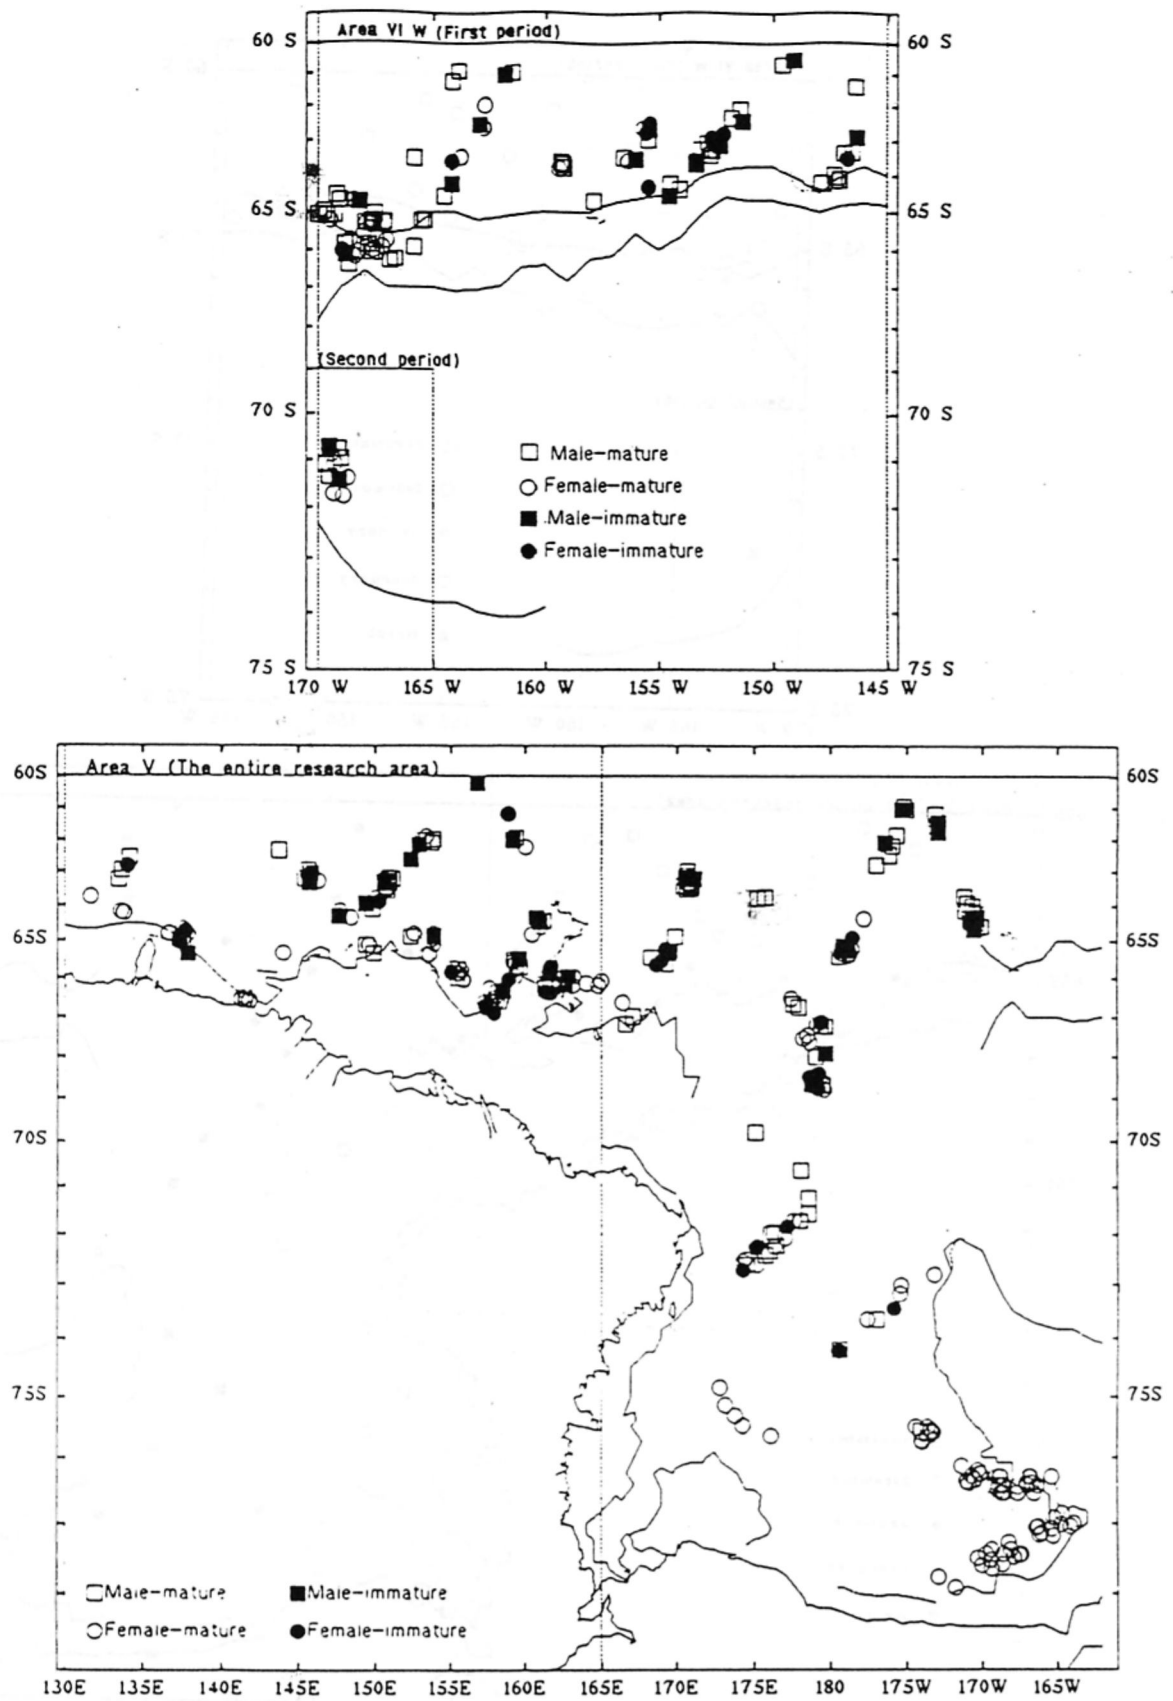 Area VI W (First period)
60 S 60 S
65 S 65 S
(Second period)
70 S 70 S
□ Male-mature
○ Female-mature
■ Male-immature
● Female-immature
75 S 75 S
170 W 165 W 160 W 155 W 150 W 145 W
60S Area V (The entire research area) 60S
65S 65S
70S 70S
75S 75S
□Male-mature ■Male-immature
○Female-mature ●Female-immature
130E 135E 140E 145E 150E 155E 160E 165E 170E 175E 180 175W 170W 165W